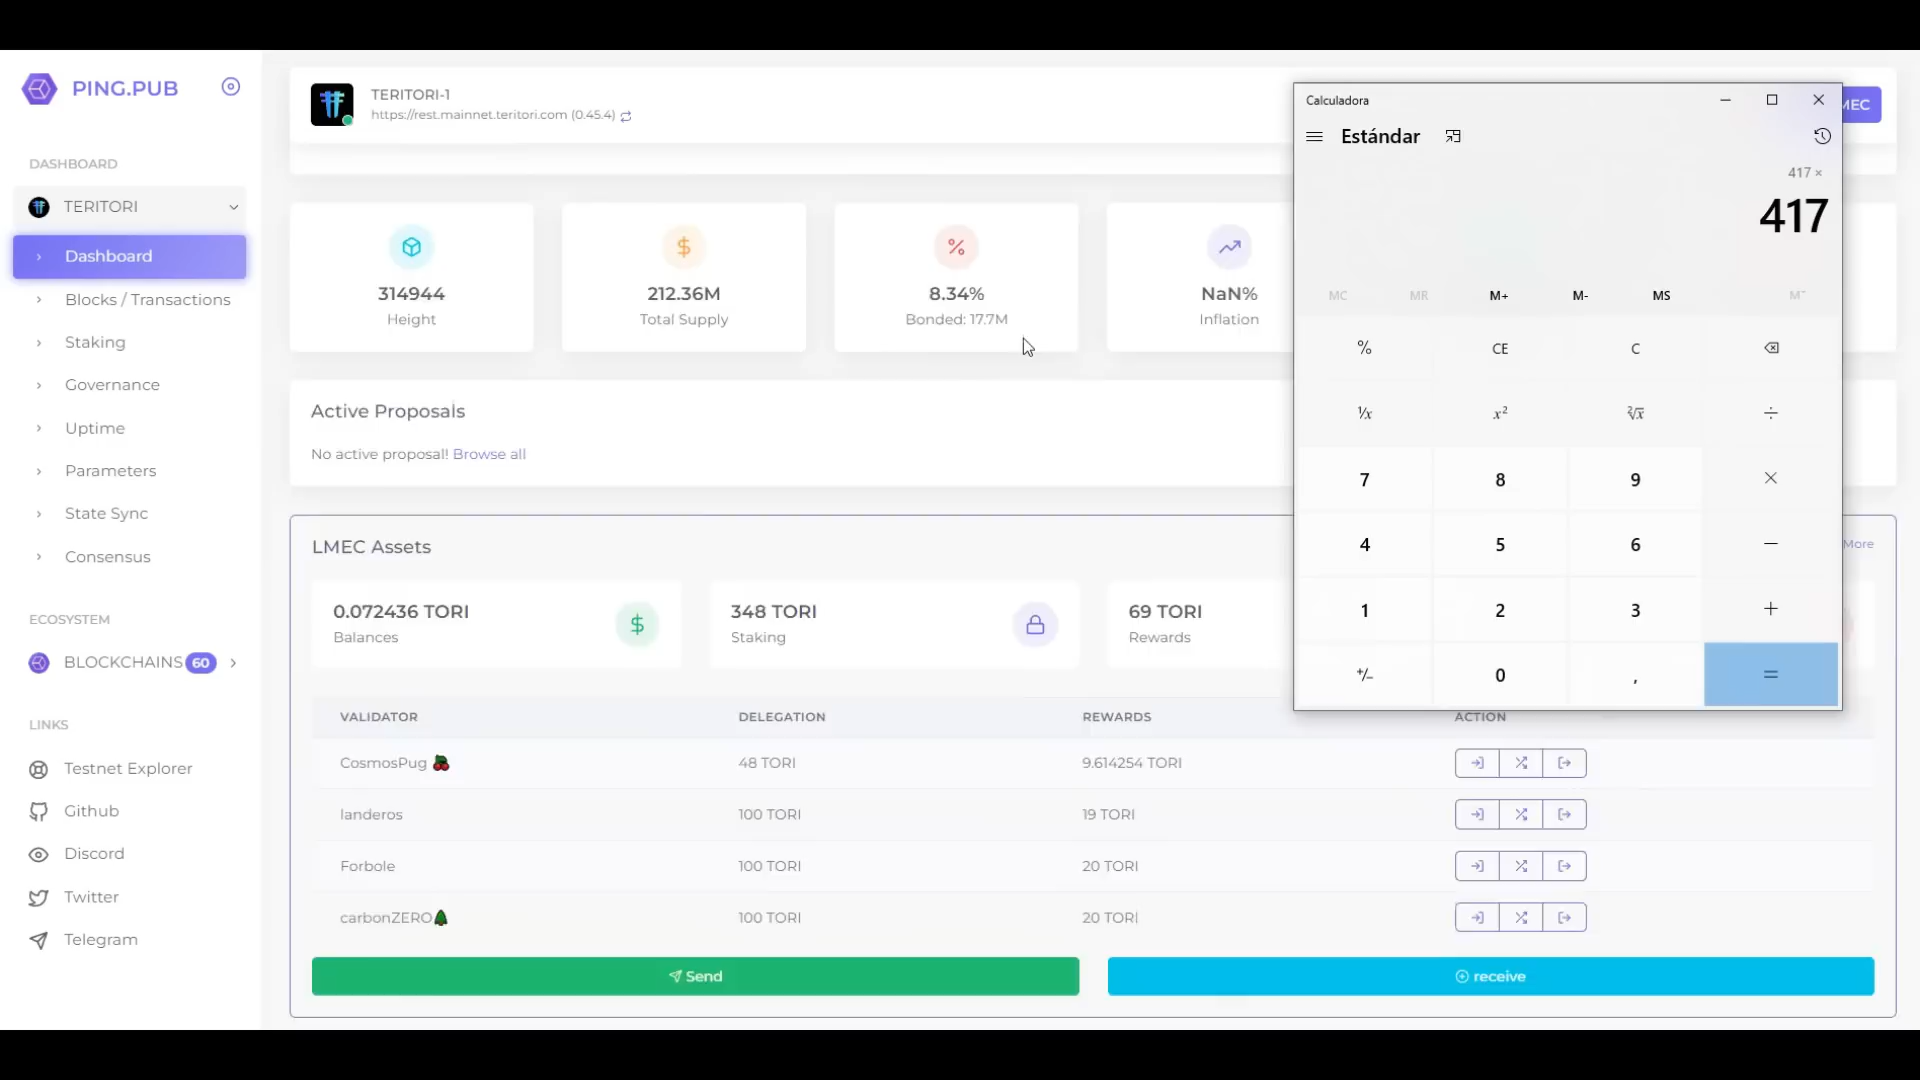 PING.PUB
DASHBOARD
TERITORI
Dashboard
Blocks / Transactions
Staking
Governance
Uptime
Parameters
State Sync
Consensus
ECOSYSTEM
BLOCKCHAINS 60
LINKS
Testnet Explorer
Github
Discord
Twitter
Telegram
TERITORI-1
https://rest.mainnet.teritori.com (0.45.4)
314944
Height
212.36M
Total Supply
8.34%
Bonded: 17.7M
NaN%
Inflation
Active Proposals
No active proposal! Browse all
LMEC Assets
More
0.072436 TORI
Balances
348 TORI
Staking
69 TORI
Rewards
VALIDATOR DELEGATION REWARDS ACTION
CosmosPug 48 TORI 9.614254 TORI
landeros 100 TORI 19 TORI
Forbole 100 TORI 20 TORI
carbonZERO 100 TORI 20 TORI
Send
receive
MEC
Calculadora
Estándar
417 ×
417
MC MR M+ M- MS
% CE C
¹/x x² ²√x ÷
7 8 9 ×
4 5 6 −
1 2 3 +
+/− 0 , =